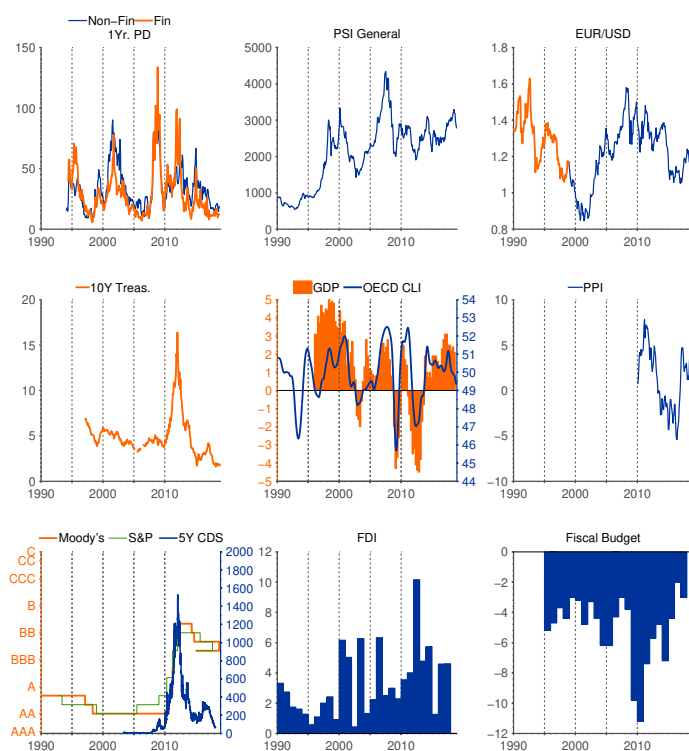 Non-Fin Fin
1Yr. PD
PSI General
EUR/USD
150
100
50
0
1990 2000 2010
5000
4000
3000
2000
1000
0
1990 2000 2010
1.8
1.6
1.4
1.2
1.0
0.8
1990 2000 2010
10Y Treas.
GDP OECD CLI
PPI
20
15
10
5
0
1990 2000 2010
5
4
3
2
1
0
−1
−2
−3
−4
−5
54
53
52
51
50
49
48
47
46
45
44
1990 2000 2010
10
5
0
−5
−10
1990 2000 2010
Moody's S&P 5Y CDS
FDI
Fiscal Budget
C
CC
CCC
B
BB
BBB
A
AA
AAA
2000
1800
1600
1400
1200
1000
800
600
400
200
0
1990 2000 2010
12
10
8
6
4
2
0
1990 2000 2010
0
−2
−4
−6
−8
−10
−12
1990 2000 2010